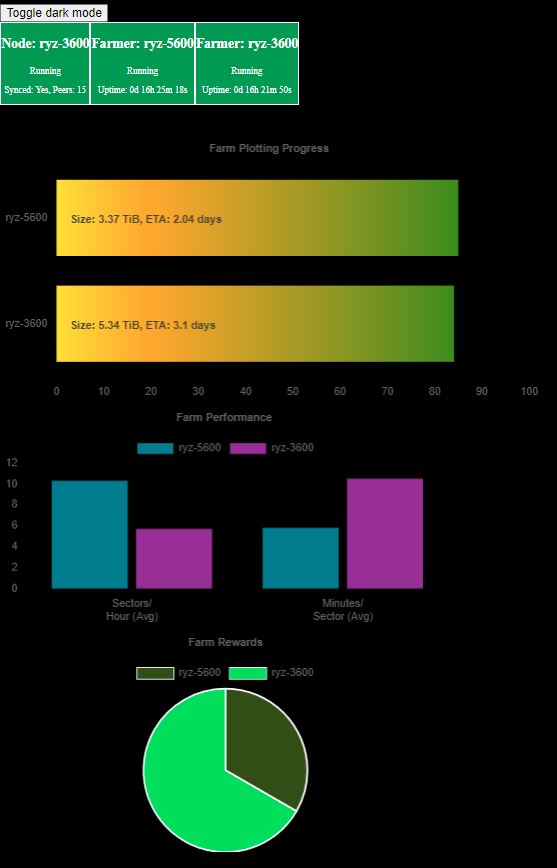 Toggle dark mode
Node: ryz-3600 Farmer: ryz-5600 Farmer: ryz-3600
Running Running Running
Synced: Yes, Peers: 15 Uptime: 0d 16h 25m 18s Uptime: 0d 16h 21m 50s
Farm Plotting Progress
ryz-5600 Size: 3.37 TiB, ETA: 2.04 days
ryz-3600 Size: 5.34 TiB, ETA: 3.1 days
0 10 20 30 40 50 60 70 80 90 100
Farm Performance
ryz-5600 ryz-3600
12
10
8
6
4
2
0
Sectors/ Minutes/
Hour (Avg) Sector (Avg)
Farm Rewards
ryz-5600 ryz-3600